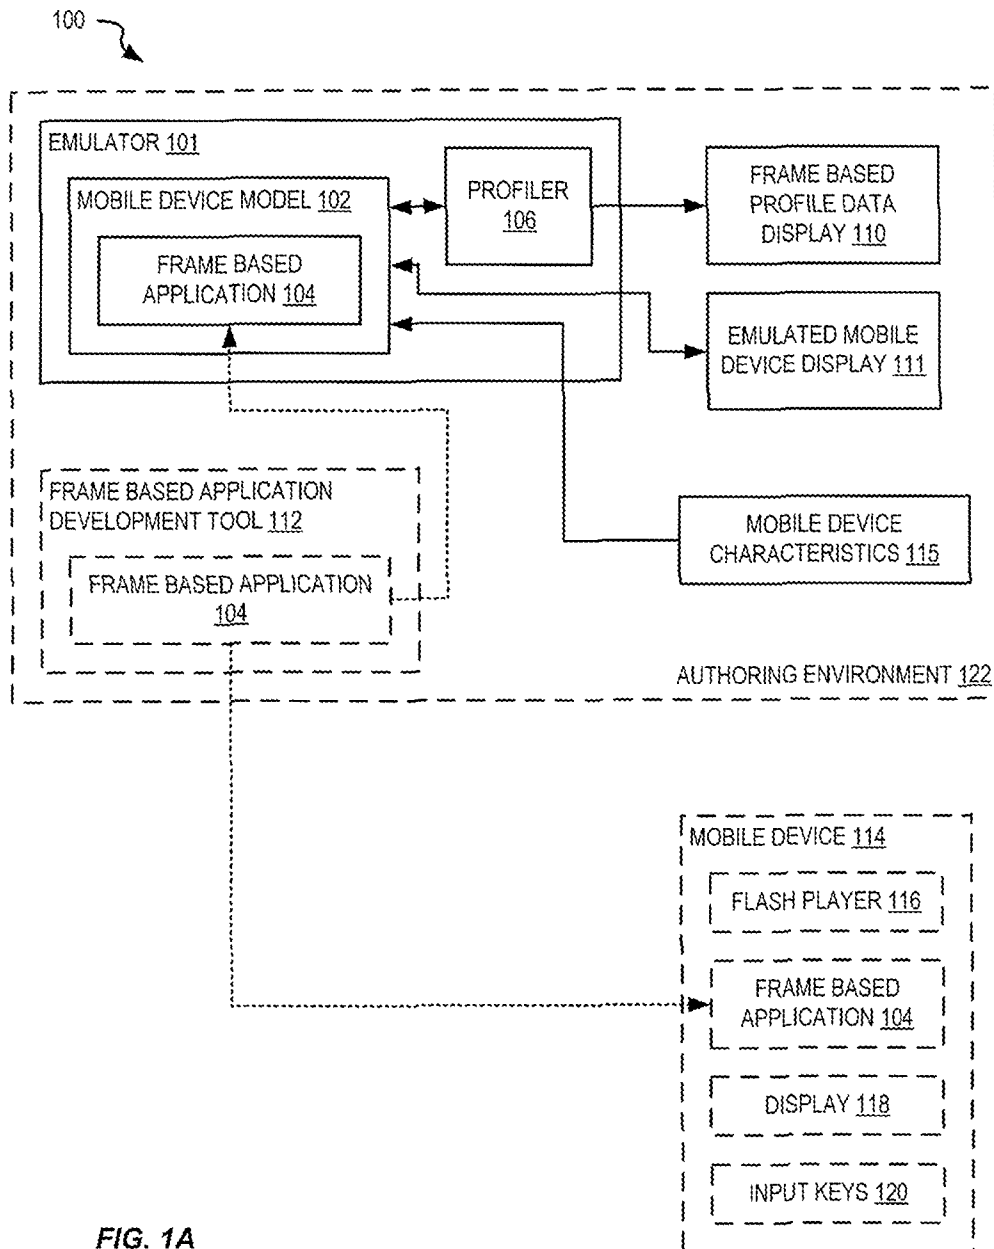 100
EMULATOR 101
MOBILE DEVICE MODEL 102
FRAME BASED
APPLICATION 104
PROFILER
106
FRAME BASED
PROFILE DATA
DISPLAY 110
EMULATED MOBILE
DEVICE DISPLAY 111
FRAME BASED APPLICATION
DEVELOPMENT TOOL 112
FRAME BASED APPLICATION
104
MOBILE DEVICE
CHARACTERISTICS 115
AUTHORING ENVIRONMENT 122
MOBILE DEVICE 114
FLASH PLAYER 116
FRAME BASED
APPLICATION 104
DISPLAY 118
INPUT KEYS 120
FIG. 1A